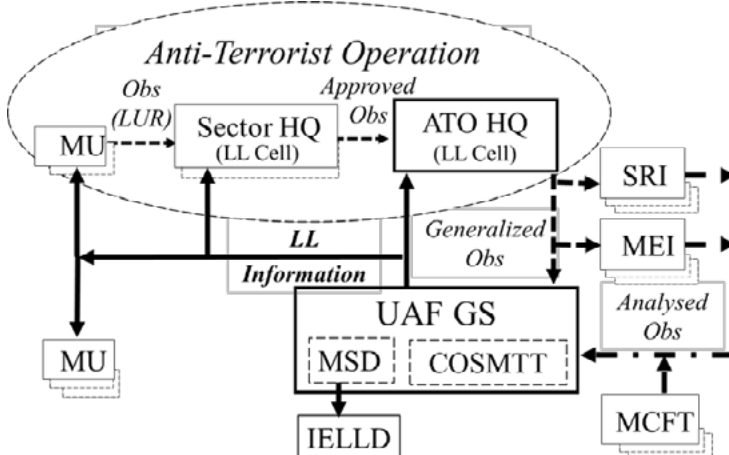 Anti-Terrorist Operation
Obs
(LUR)
Approved
Obs
MU
Sector HQ
(LL Cell)
ATO HQ
(LL Cell)
SRI
LL
Information
Generalized
Obs
MEI
UAF GS
MSD
COSMTT
Analysed
Obs
MU
IELLD
MCFT